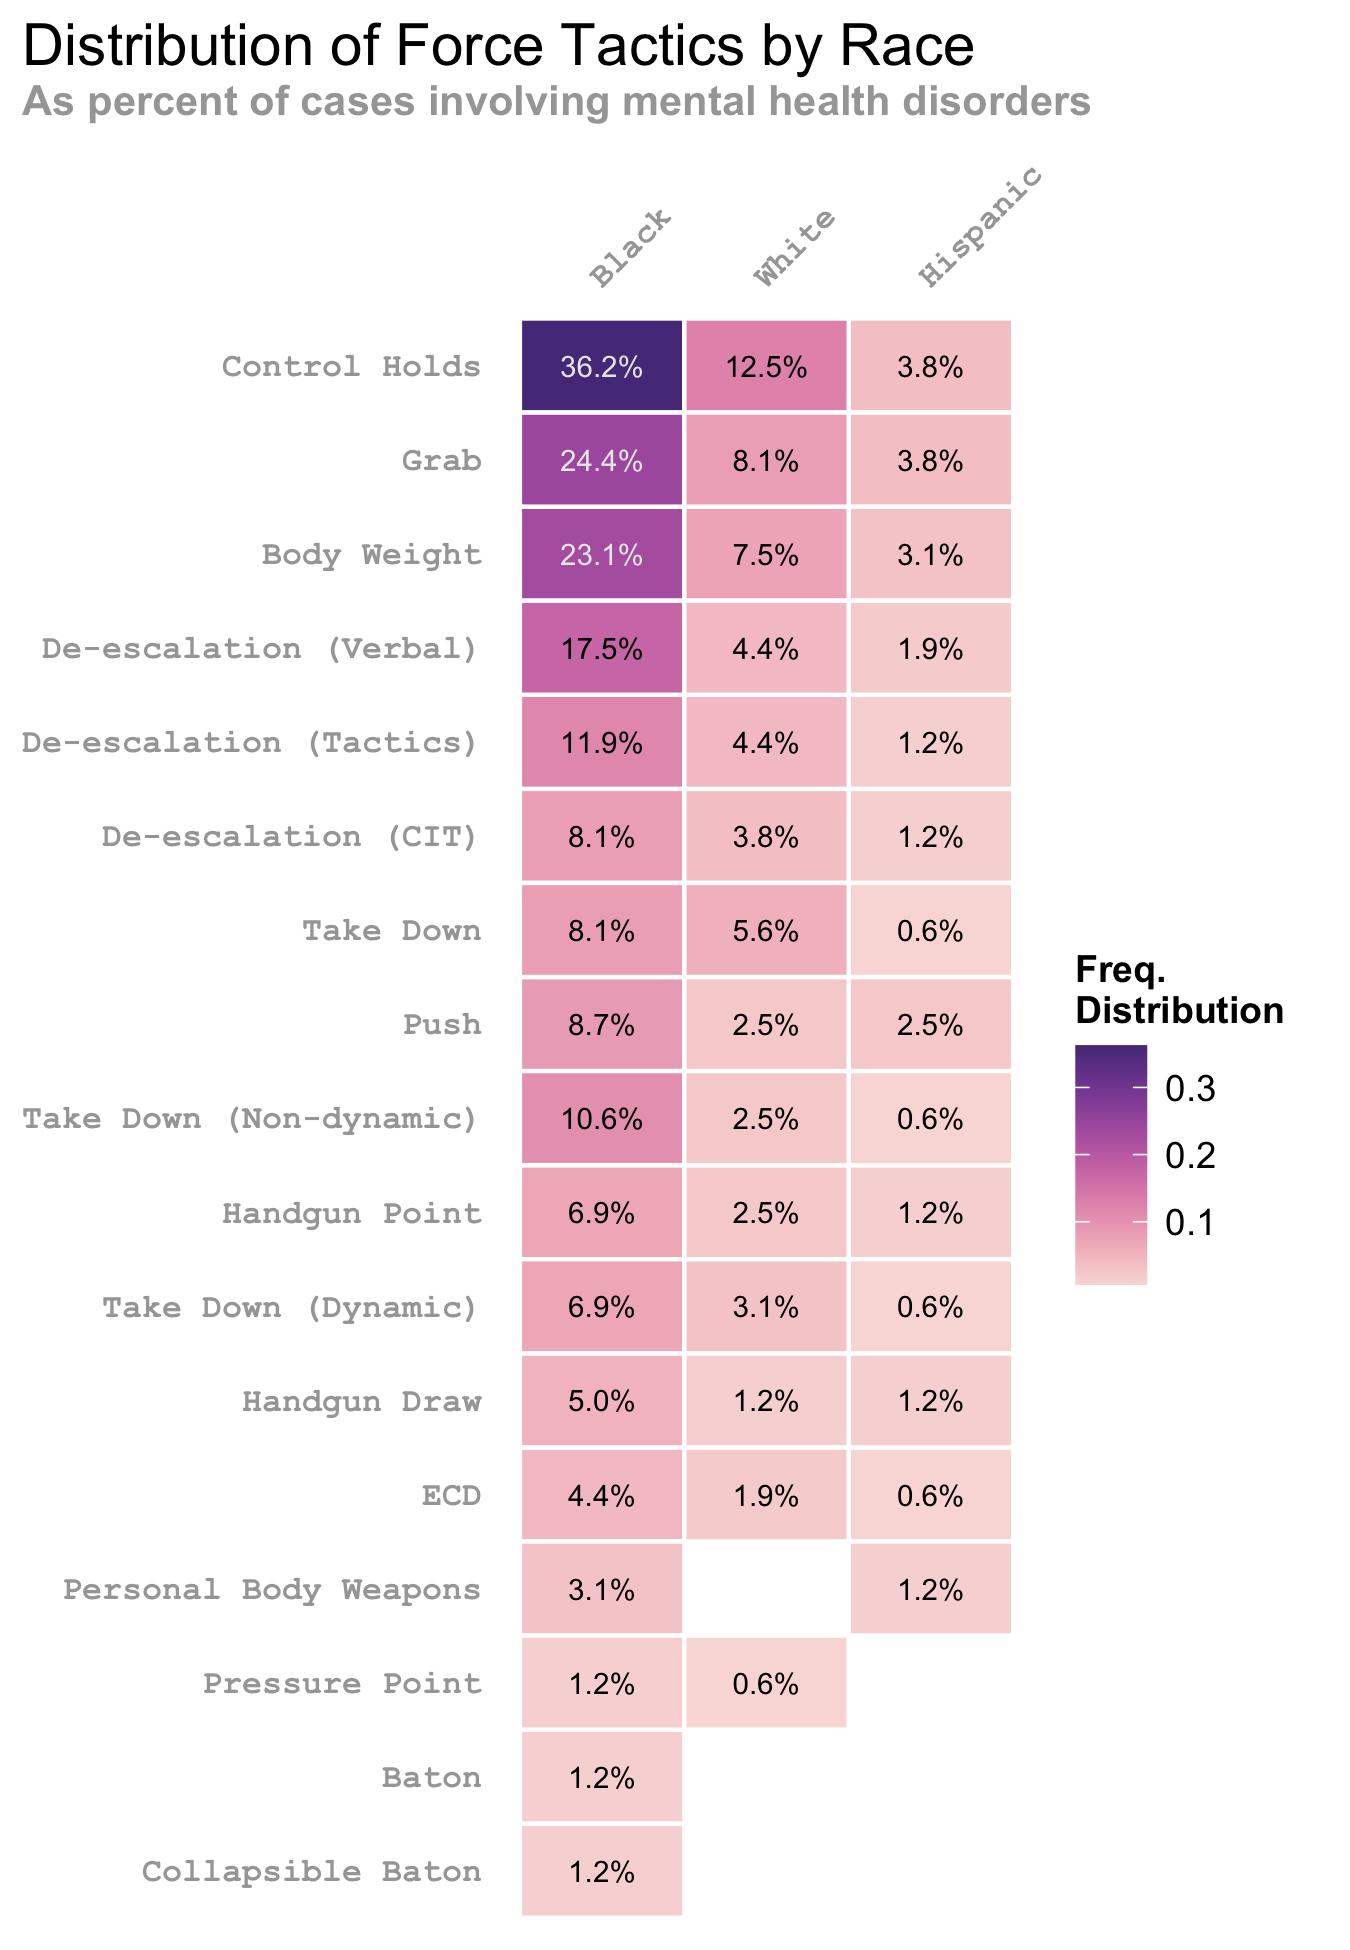 Distribution of Force Tactics by Race
As percent of cases involving mental health disorders
Black White Hispanic
Control Holds 36.2% 12.5% 3.8%
Grab 24.4% 8.1% 3.8%
Body Weight 23.1% 7.5% 3.1%
De-escalation (Verbal) 17.5% 4.4% 1.9%
De-escalation (Tactics) 11.9% 4.4% 1.2%
De-escalation (CIT) 8.1% 3.8% 1.2%
Take Down 8.1% 5.6% 0.6%
Push 8.7% 2.5% 2.5%
Take Down (Non-dynamic) 10.6% 2.5% 0.6%
Handgun Point 6.9% 2.5% 1.2%
Take Down (Dynamic) 6.9% 3.1% 0.6%
Handgun Draw 5.0% 1.2% 1.2%
ECD 4.4% 1.9% 0.6%
Personal Body Weapons 3.1% 1.2%
Pressure Point 1.2% 0.6%
Baton 1.2%
Collapsible Baton 1.2%
Freq.
Distribution
0.3
0.2
0.1